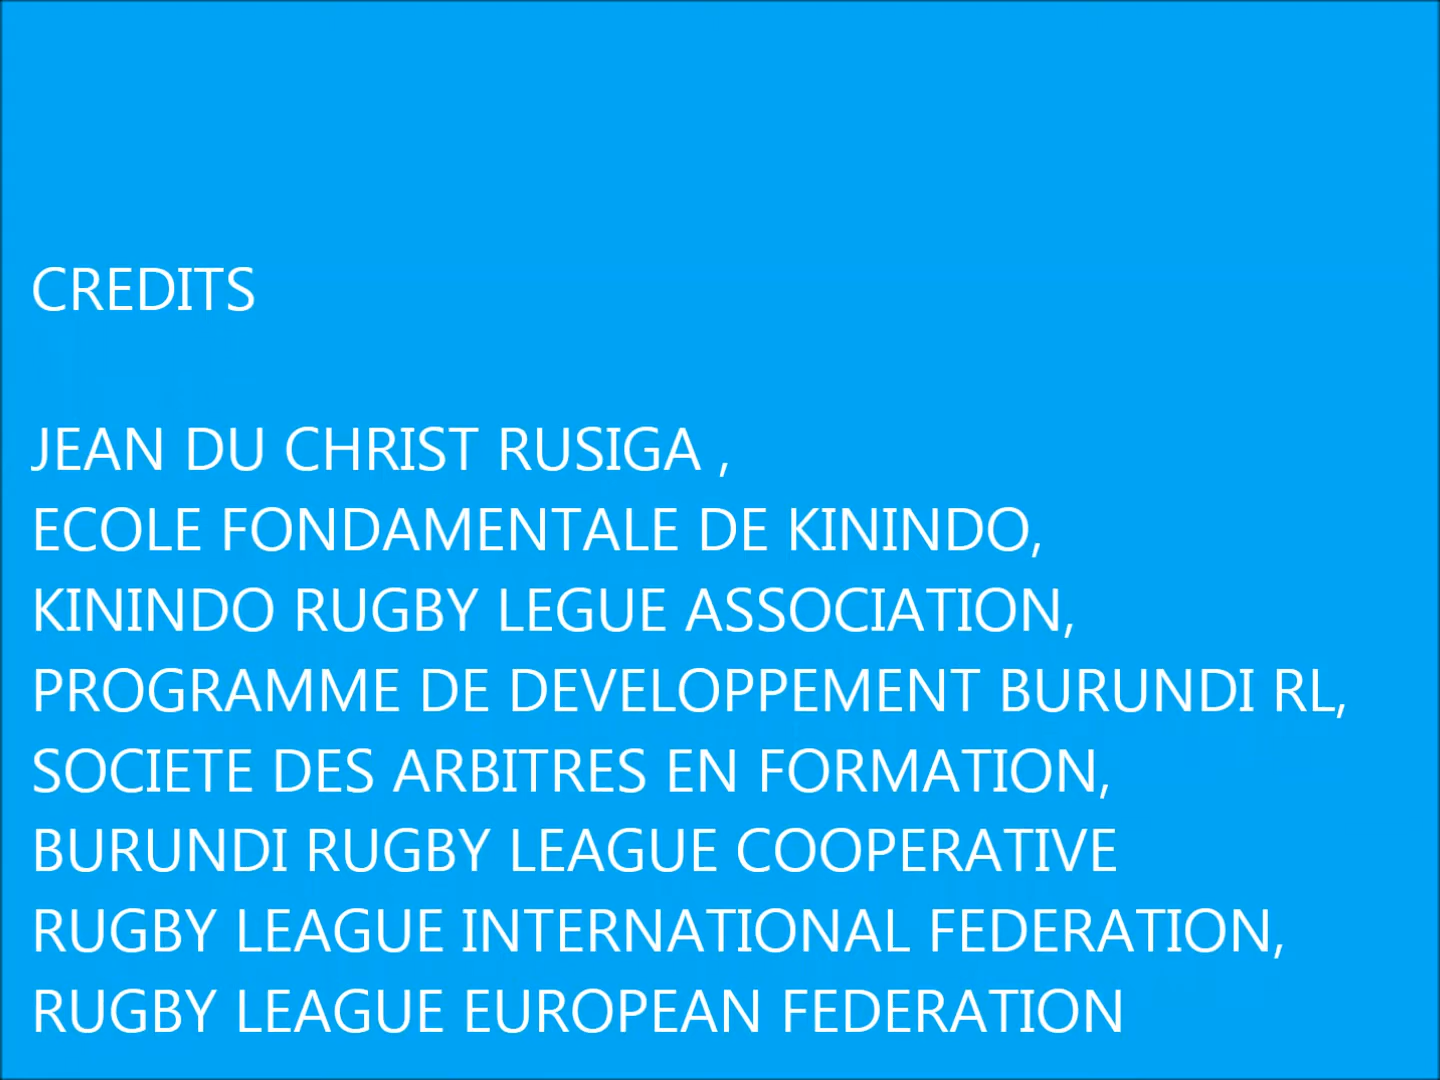 CREDITS
JEAN DU CHRIST RUSIGA ,
ECOLE FONDAMENTALE DE KININDO,
KININDO RUGBY LEGUE ASSOCIATION,
PROGRAMME DE DEVELOPPEMENT BURUNDI RL,
SOCIETE DES ARBITRES EN FORMATION,
BURUNDI RUGBY LEAGUE COOPERATIVE
RUGBY LEAGUE INTERNATIONAL FEDERATION,
RUGBY LEAGUE EUROPEAN FEDERATION